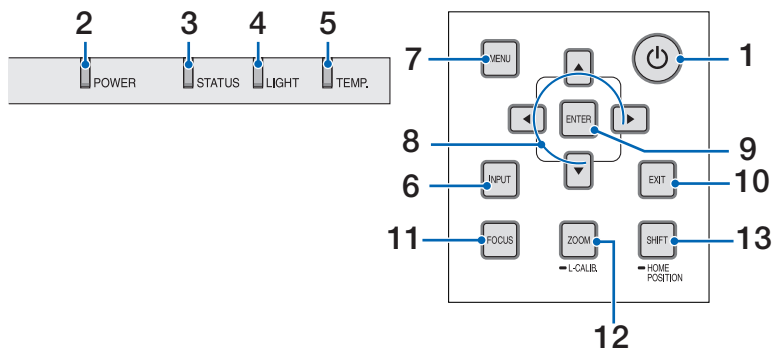 2 3 4 5
POWER STATUS LIGHT TEMP.
7 MENU 1
ENTER
8 9
6 INPUT EXIT 10
11 FOCUS ZOOM SHIFT 13
L-CALIB. HOME
POSITION
12